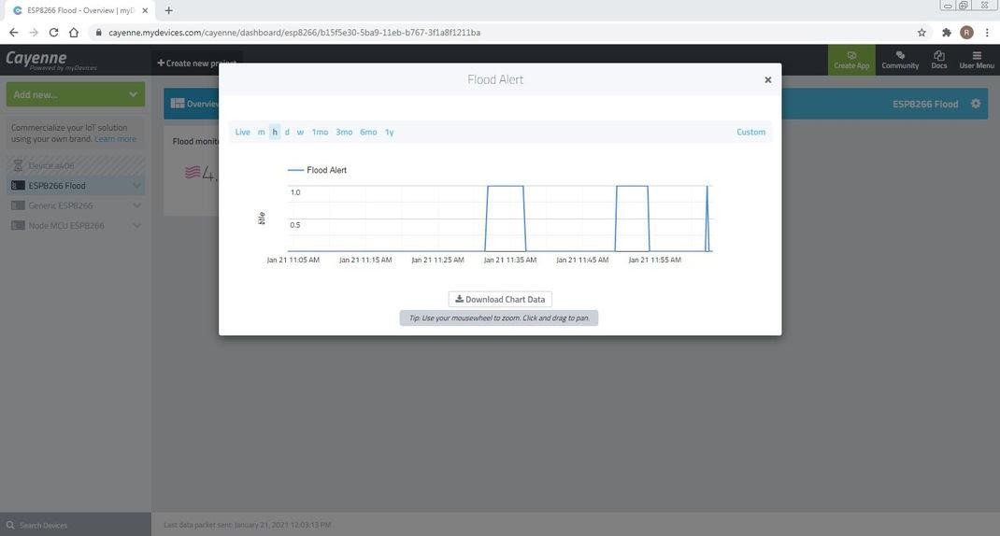 ESP8266 Flood - Overview | myD
cayenne.mydevices.com/cayenne/dashboard/esp8266/b15f5e30-5ba9-11eb-b767-3f1a8f1211ba
R
Cayenne
Powered by myDevices
+ Create new project
Create App
Community
Docs
User Menu
Add new...
Overview
ESP8266 Flood
Commercialize your IoT solution
using your own brand. Learn more
Device a406
ESP8266 Flood
Generic ESP8266
Node MCU ESP8266
Flood monit
4.
Flood Alert
Live m h d w 1mo 3mo 6mo 1y
Custom
Flood Alert
title
1.0
0.5
Jan 21 11:05 AM Jan 21 11:15 AM Jan 21 11:25 AM Jan 21 11:35 AM Jan 21 11:45 AM Jan 21 11:55 AM
Download Chart Data
Tip: Use your mousewheel to zoom. Click and drag to pan.
Search Devices
Last data packet sent: January 21, 2021 12:03:13 PM